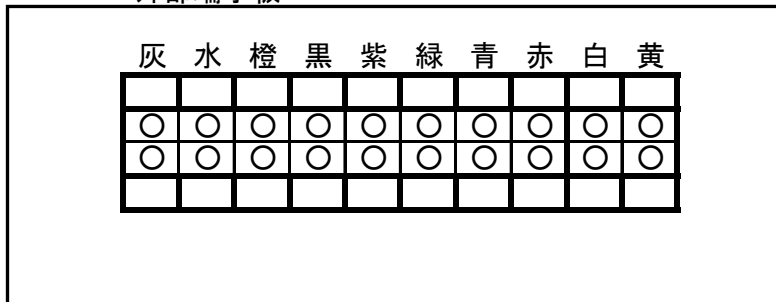 灰 水 橙 黒 紫 緑 青 赤 白 黄